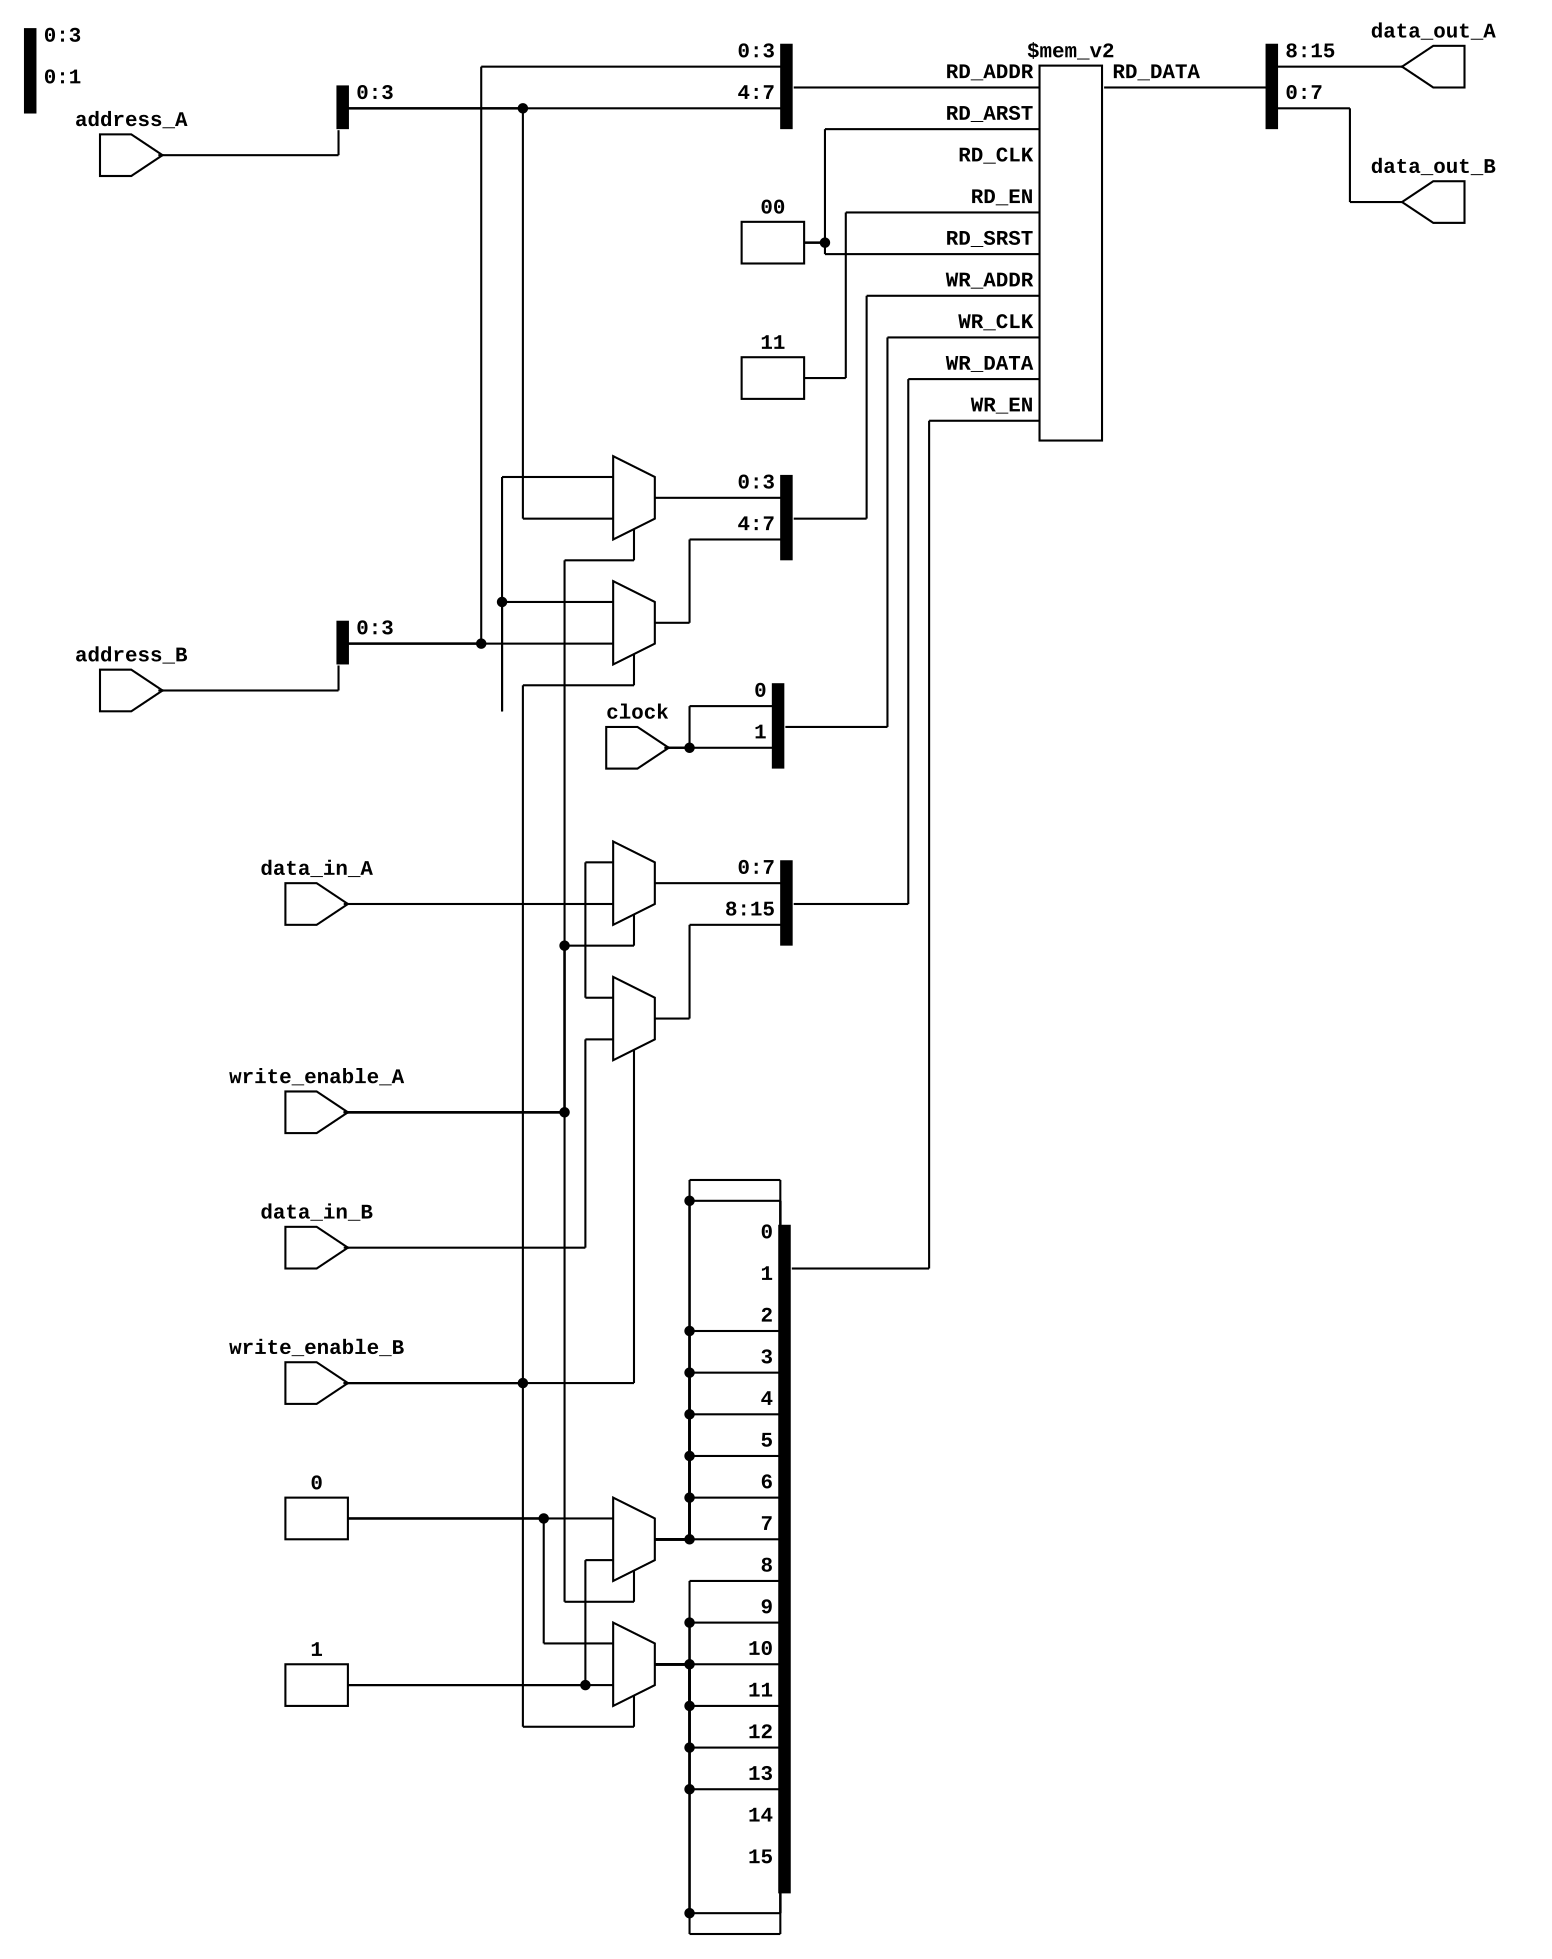 0:3
0:1
address_A
0:3
0:3
4:7
$mem_v2
RD_ADDR
RD_ARST
RD_CLK
RD_EN
RD_SRST
WR_ADDR
WR_CLK
WR_DATA
WR_EN
RD_DATA
8:15
0:7
data_out_A
data_out_B
00
11
0:3
4:7
address_B
0:3
clock
0
1
data_in_A
0:7
8:15
write_enable_A
data_in_B
write_enable_B
0
1
2
3
4
5
6
7
8
9
10
11
12
13
14
15
0
1